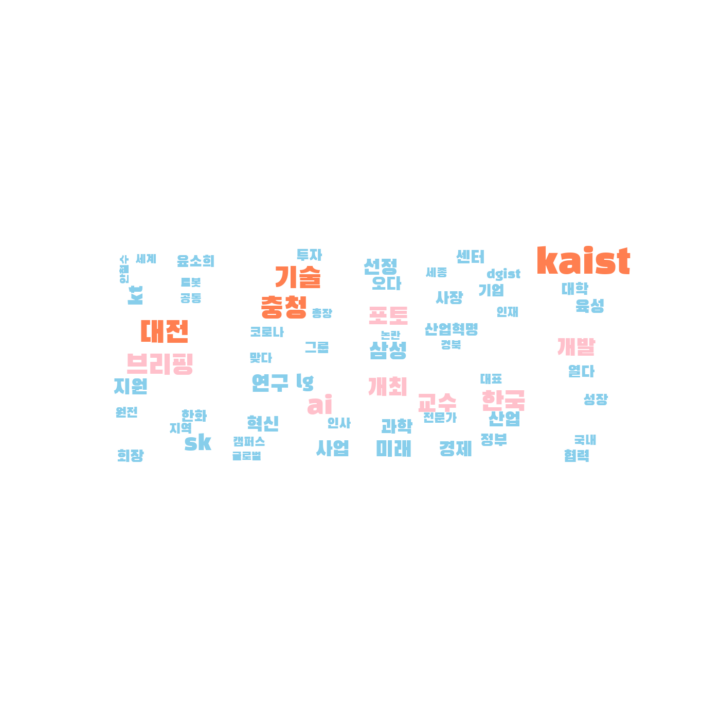 kaist
투자
세계
윤소희
선정
센터
세종
dgist
기술
로봇
오다
기업
대학
kt
공동
사장
육성
충청
총장
포토
인재
대전
코로나
논란
산업혁명
그룹
삼성
경북
개발
맞다
브리핑
열다
지원
연구
lg
개최
대표
ai
교수
한국
성장
원전
한화
지역
혁신
인사
과학
전문가
산업
sk
캠퍼스
사업
미래
경제
정부
국내
회장
글로벌
협력